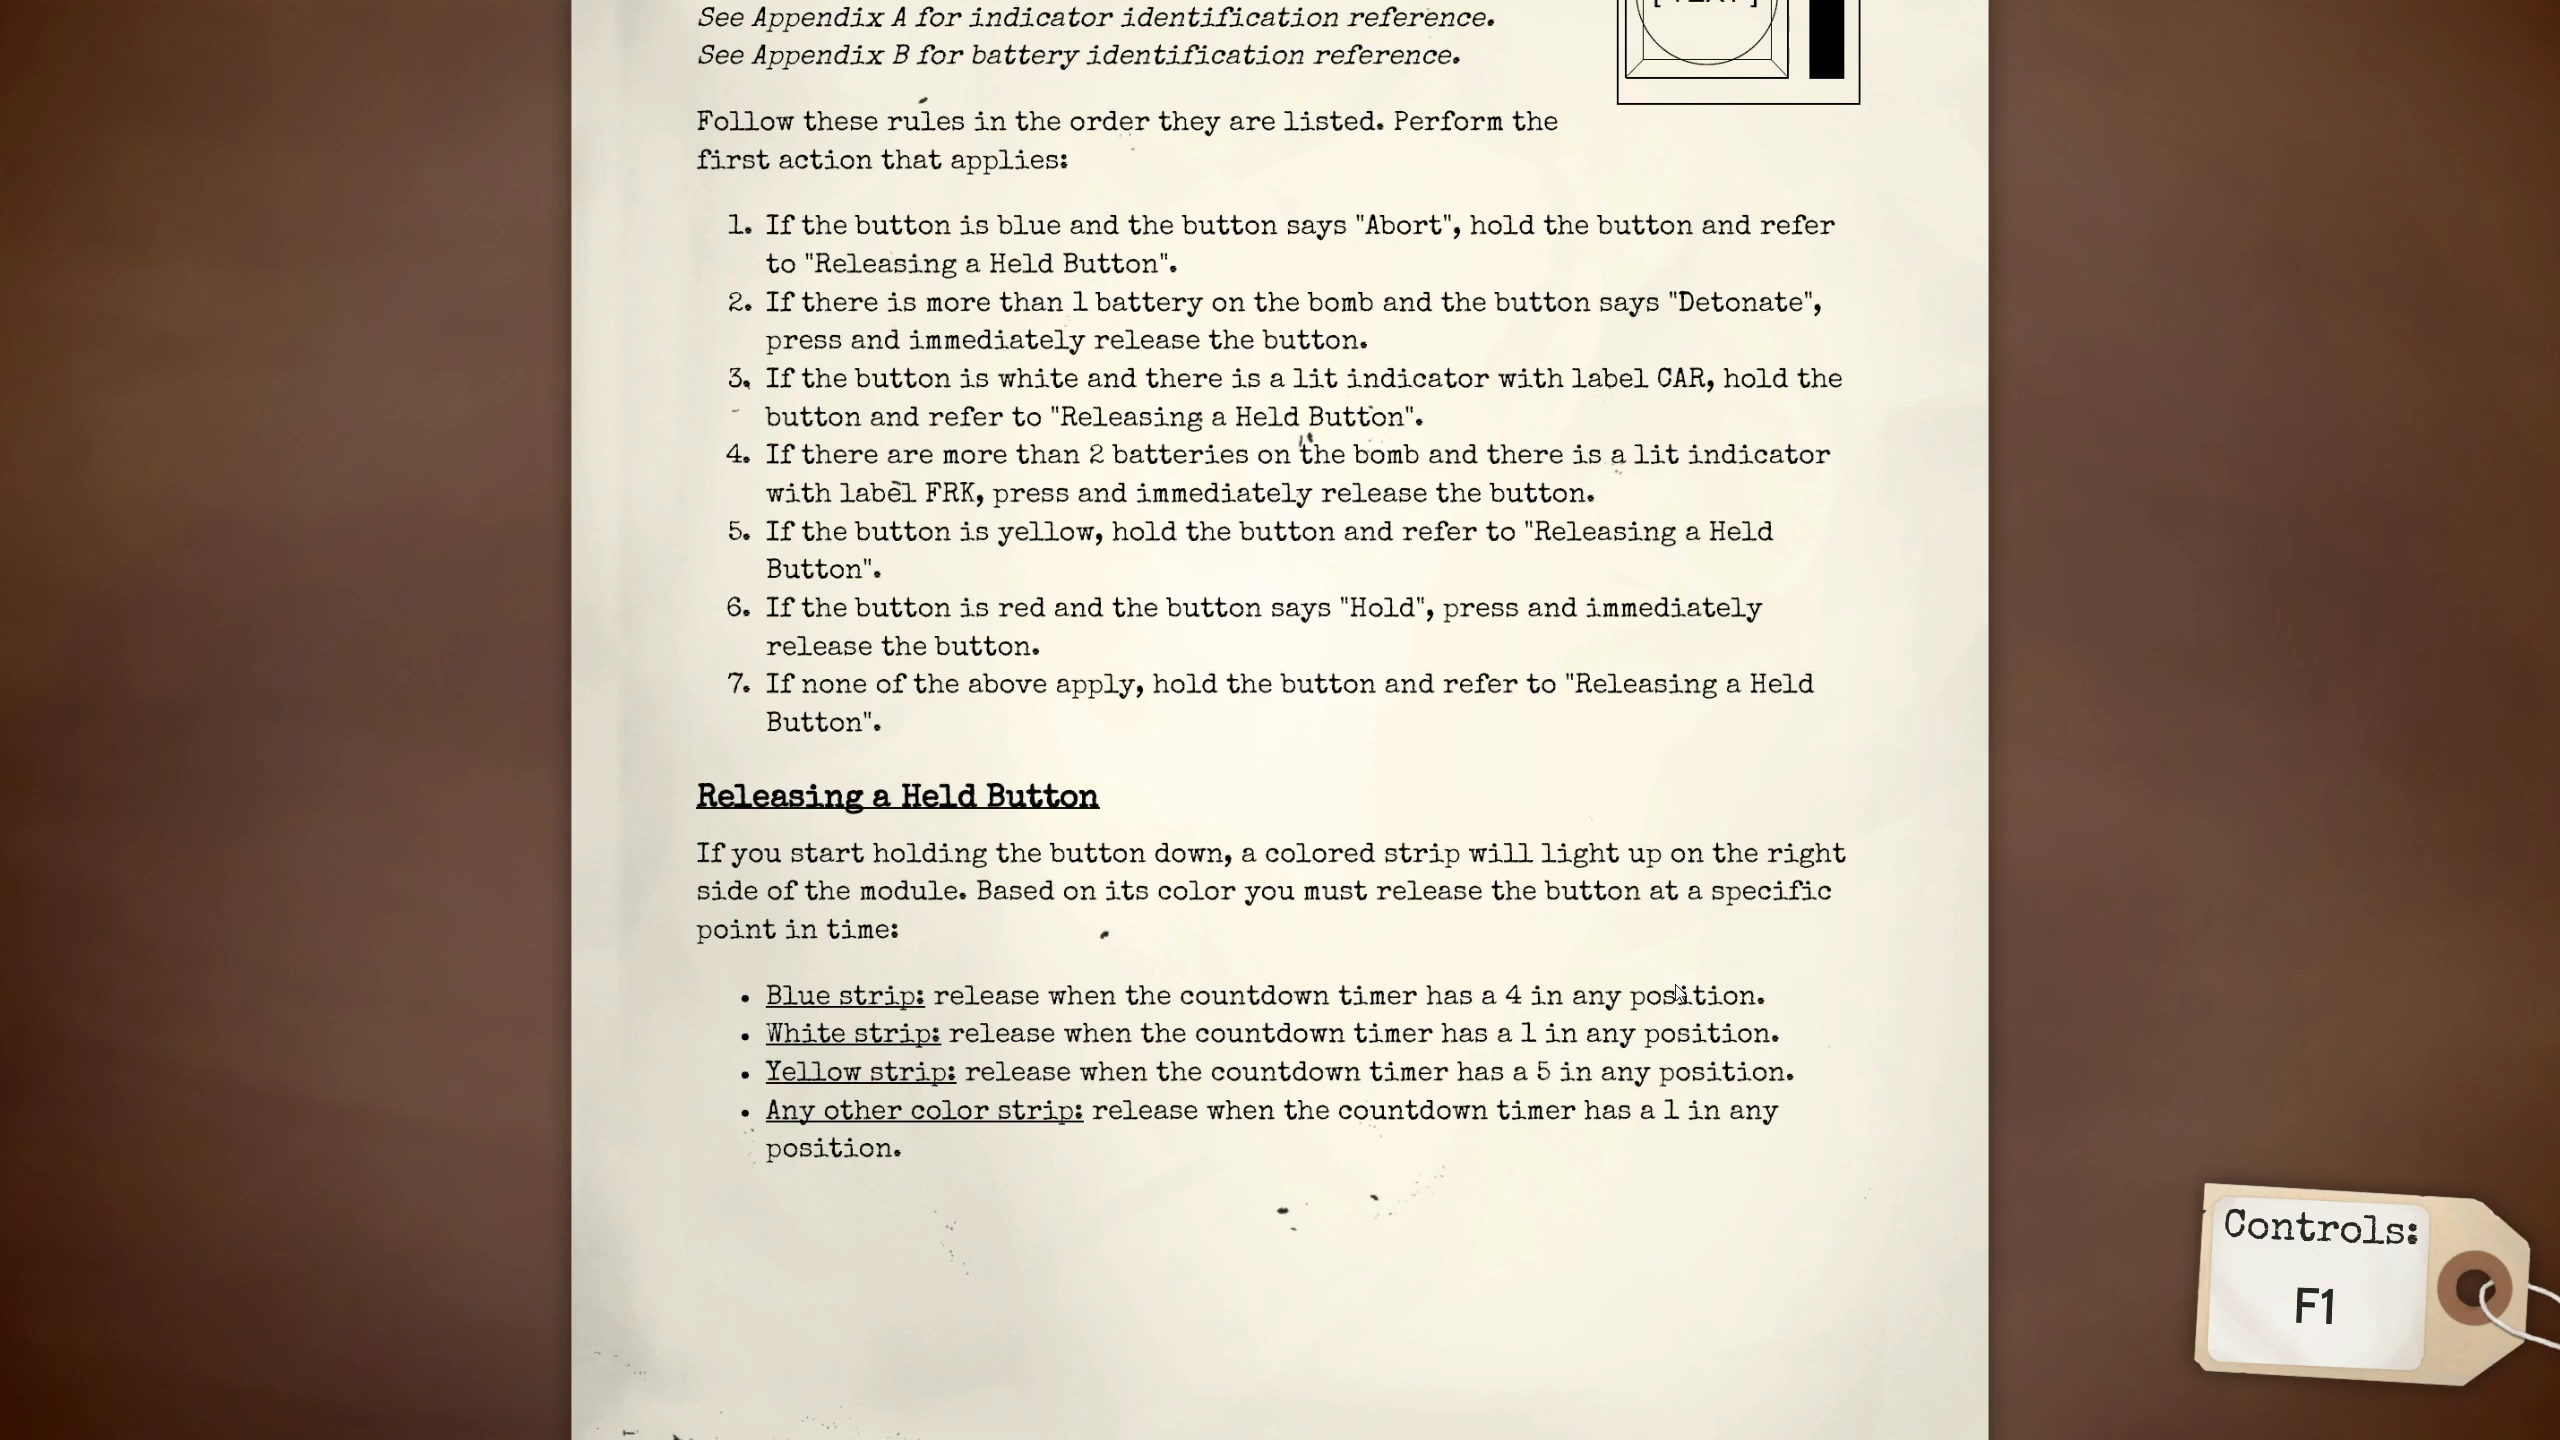 See Appendix A for indicator identification reference.
See Appendix B for battery identification reference.
Follow these rules in the order they are listed. Perform the
first action that applies:
1. If the button is blue and the button says "Abort", hold the button and refer
to "Releasing a Held Button".
2. If there is more than 1 battery on the bomb and the button says "Detonate",
press and immediately release the button.
3. If the button is white and there is a lit indicator with label CAR, hold the
button and refer to "Releasing a Held Button".
4. If there are more than 2 batteries on the bomb and there is a lit indicator
with label FRK, press and immediately release the button.
5. If the button is yellow, hold the button and refer to "Releasing a Held
Button".
6. If the button is red and the button says "Hold", press and immediately
release the button.
7. If none of the above apply, hold the button and refer to "Releasing a Held
Button".
Releasing a Held Button
If you start holding the button down, a colored strip will light up on the right
side of the module. Based on its color you must release the button at a specific
point in time:
• Blue strip: release when the countdown timer has a 4 in any position.
• White strip: release when the countdown timer has a 1 in any position.
• Yellow strip: release when the countdown timer has a 5 in any position.
• Any other color strip: release when the countdown timer has a 1 in any
position.
Controls:
F1